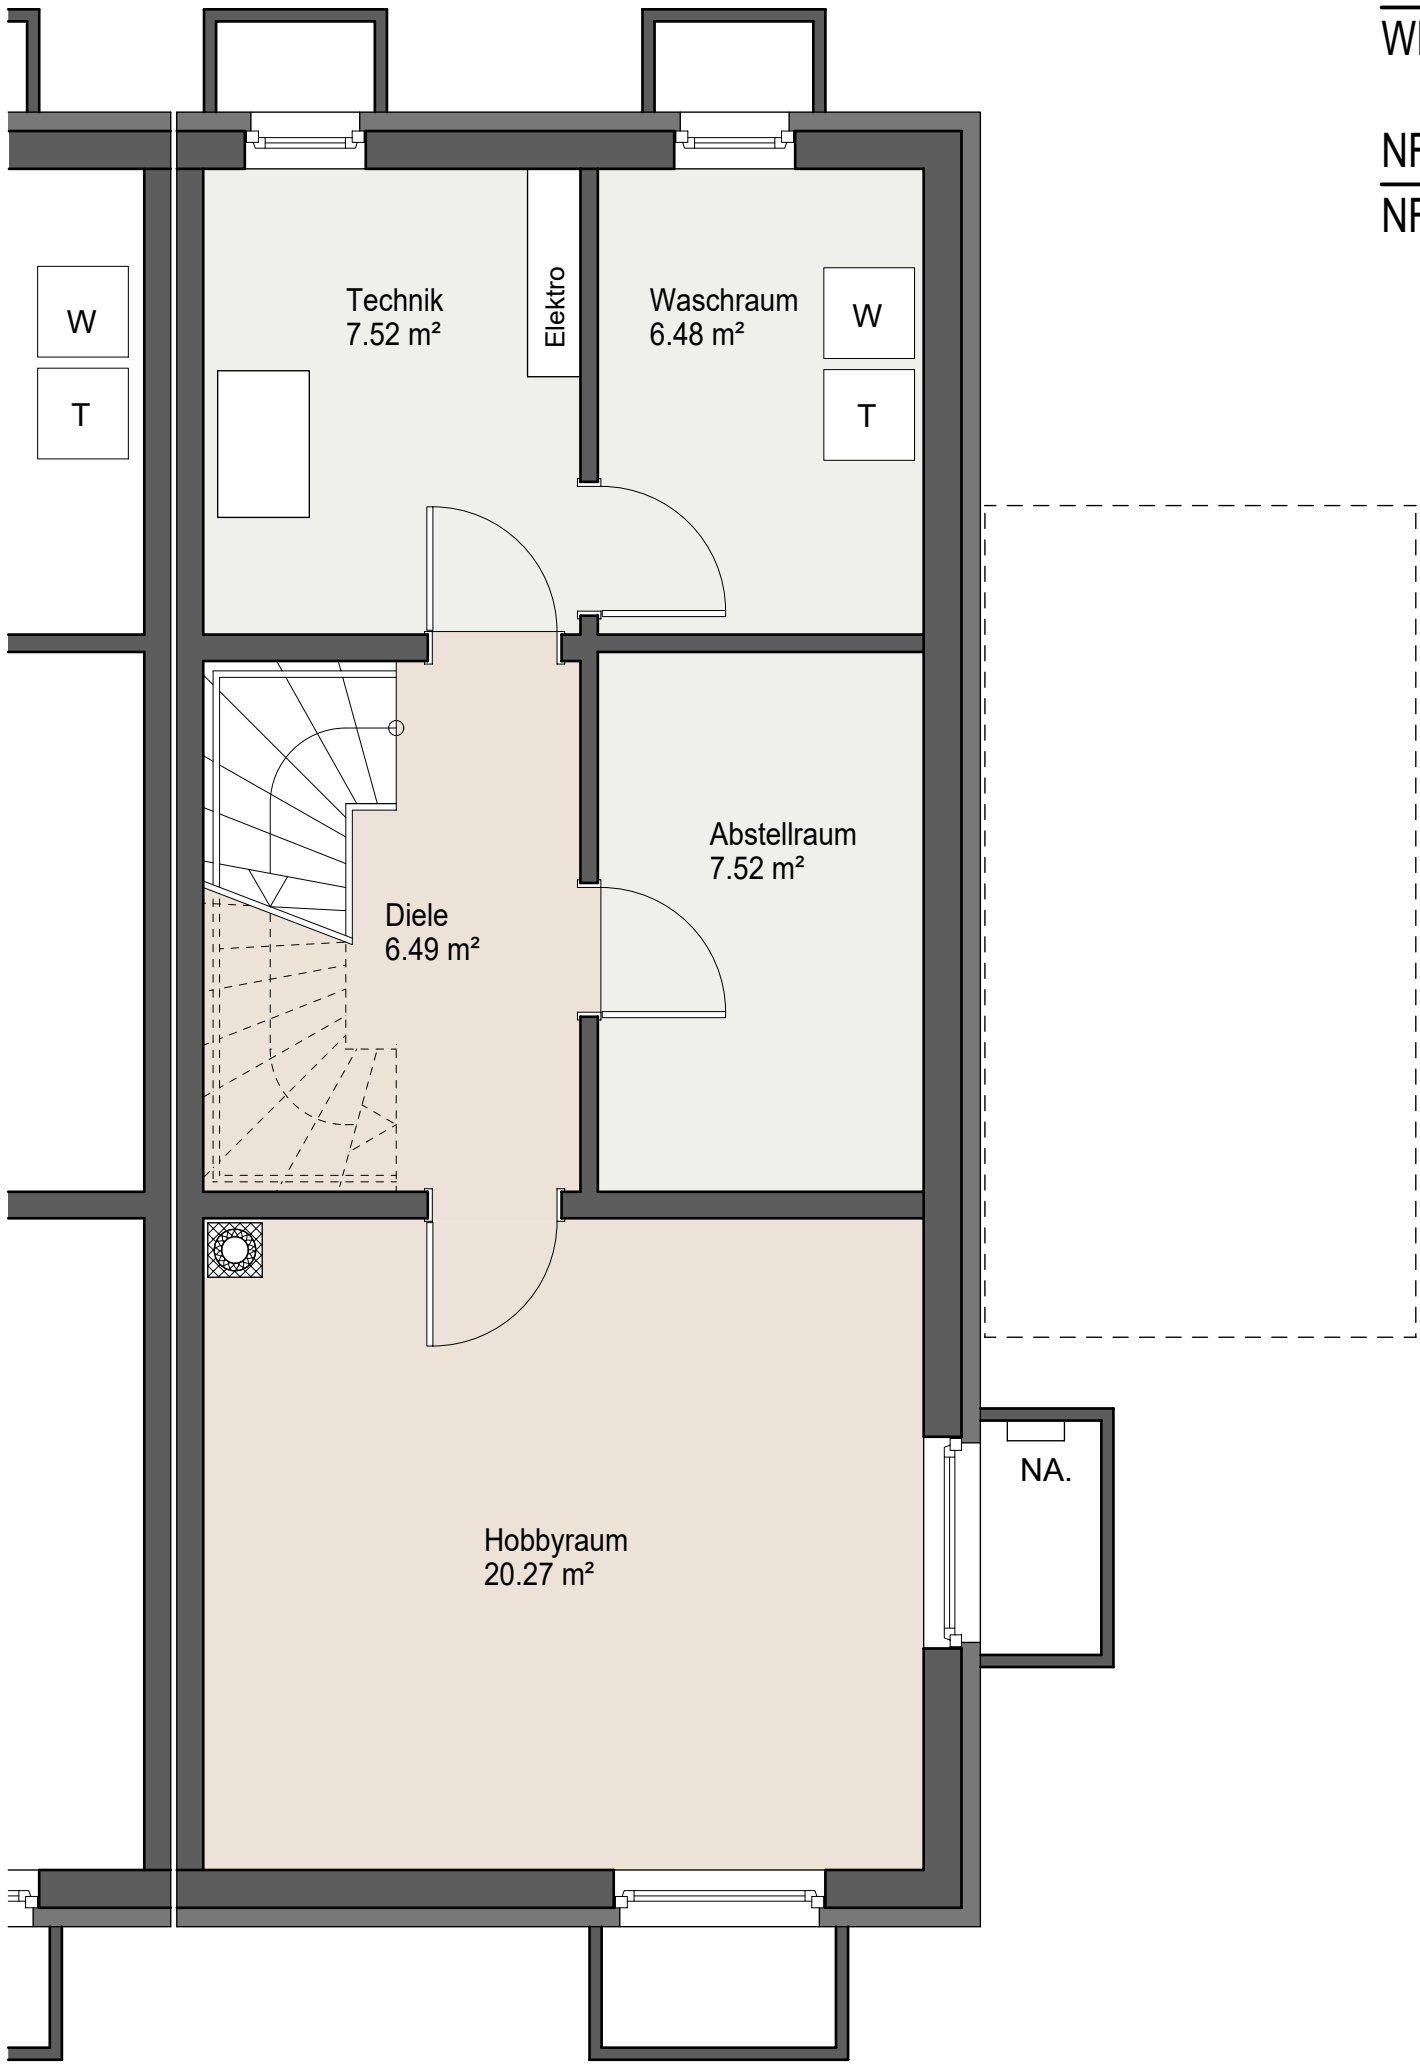 Technik
7.52 m²
Elektro
Waschraum
6.48 m²
W
T
W
T
Abstellraum
7.52 m²
Diele
6.49 m²
NA.
Hobbyraum
20.27 m²
NF